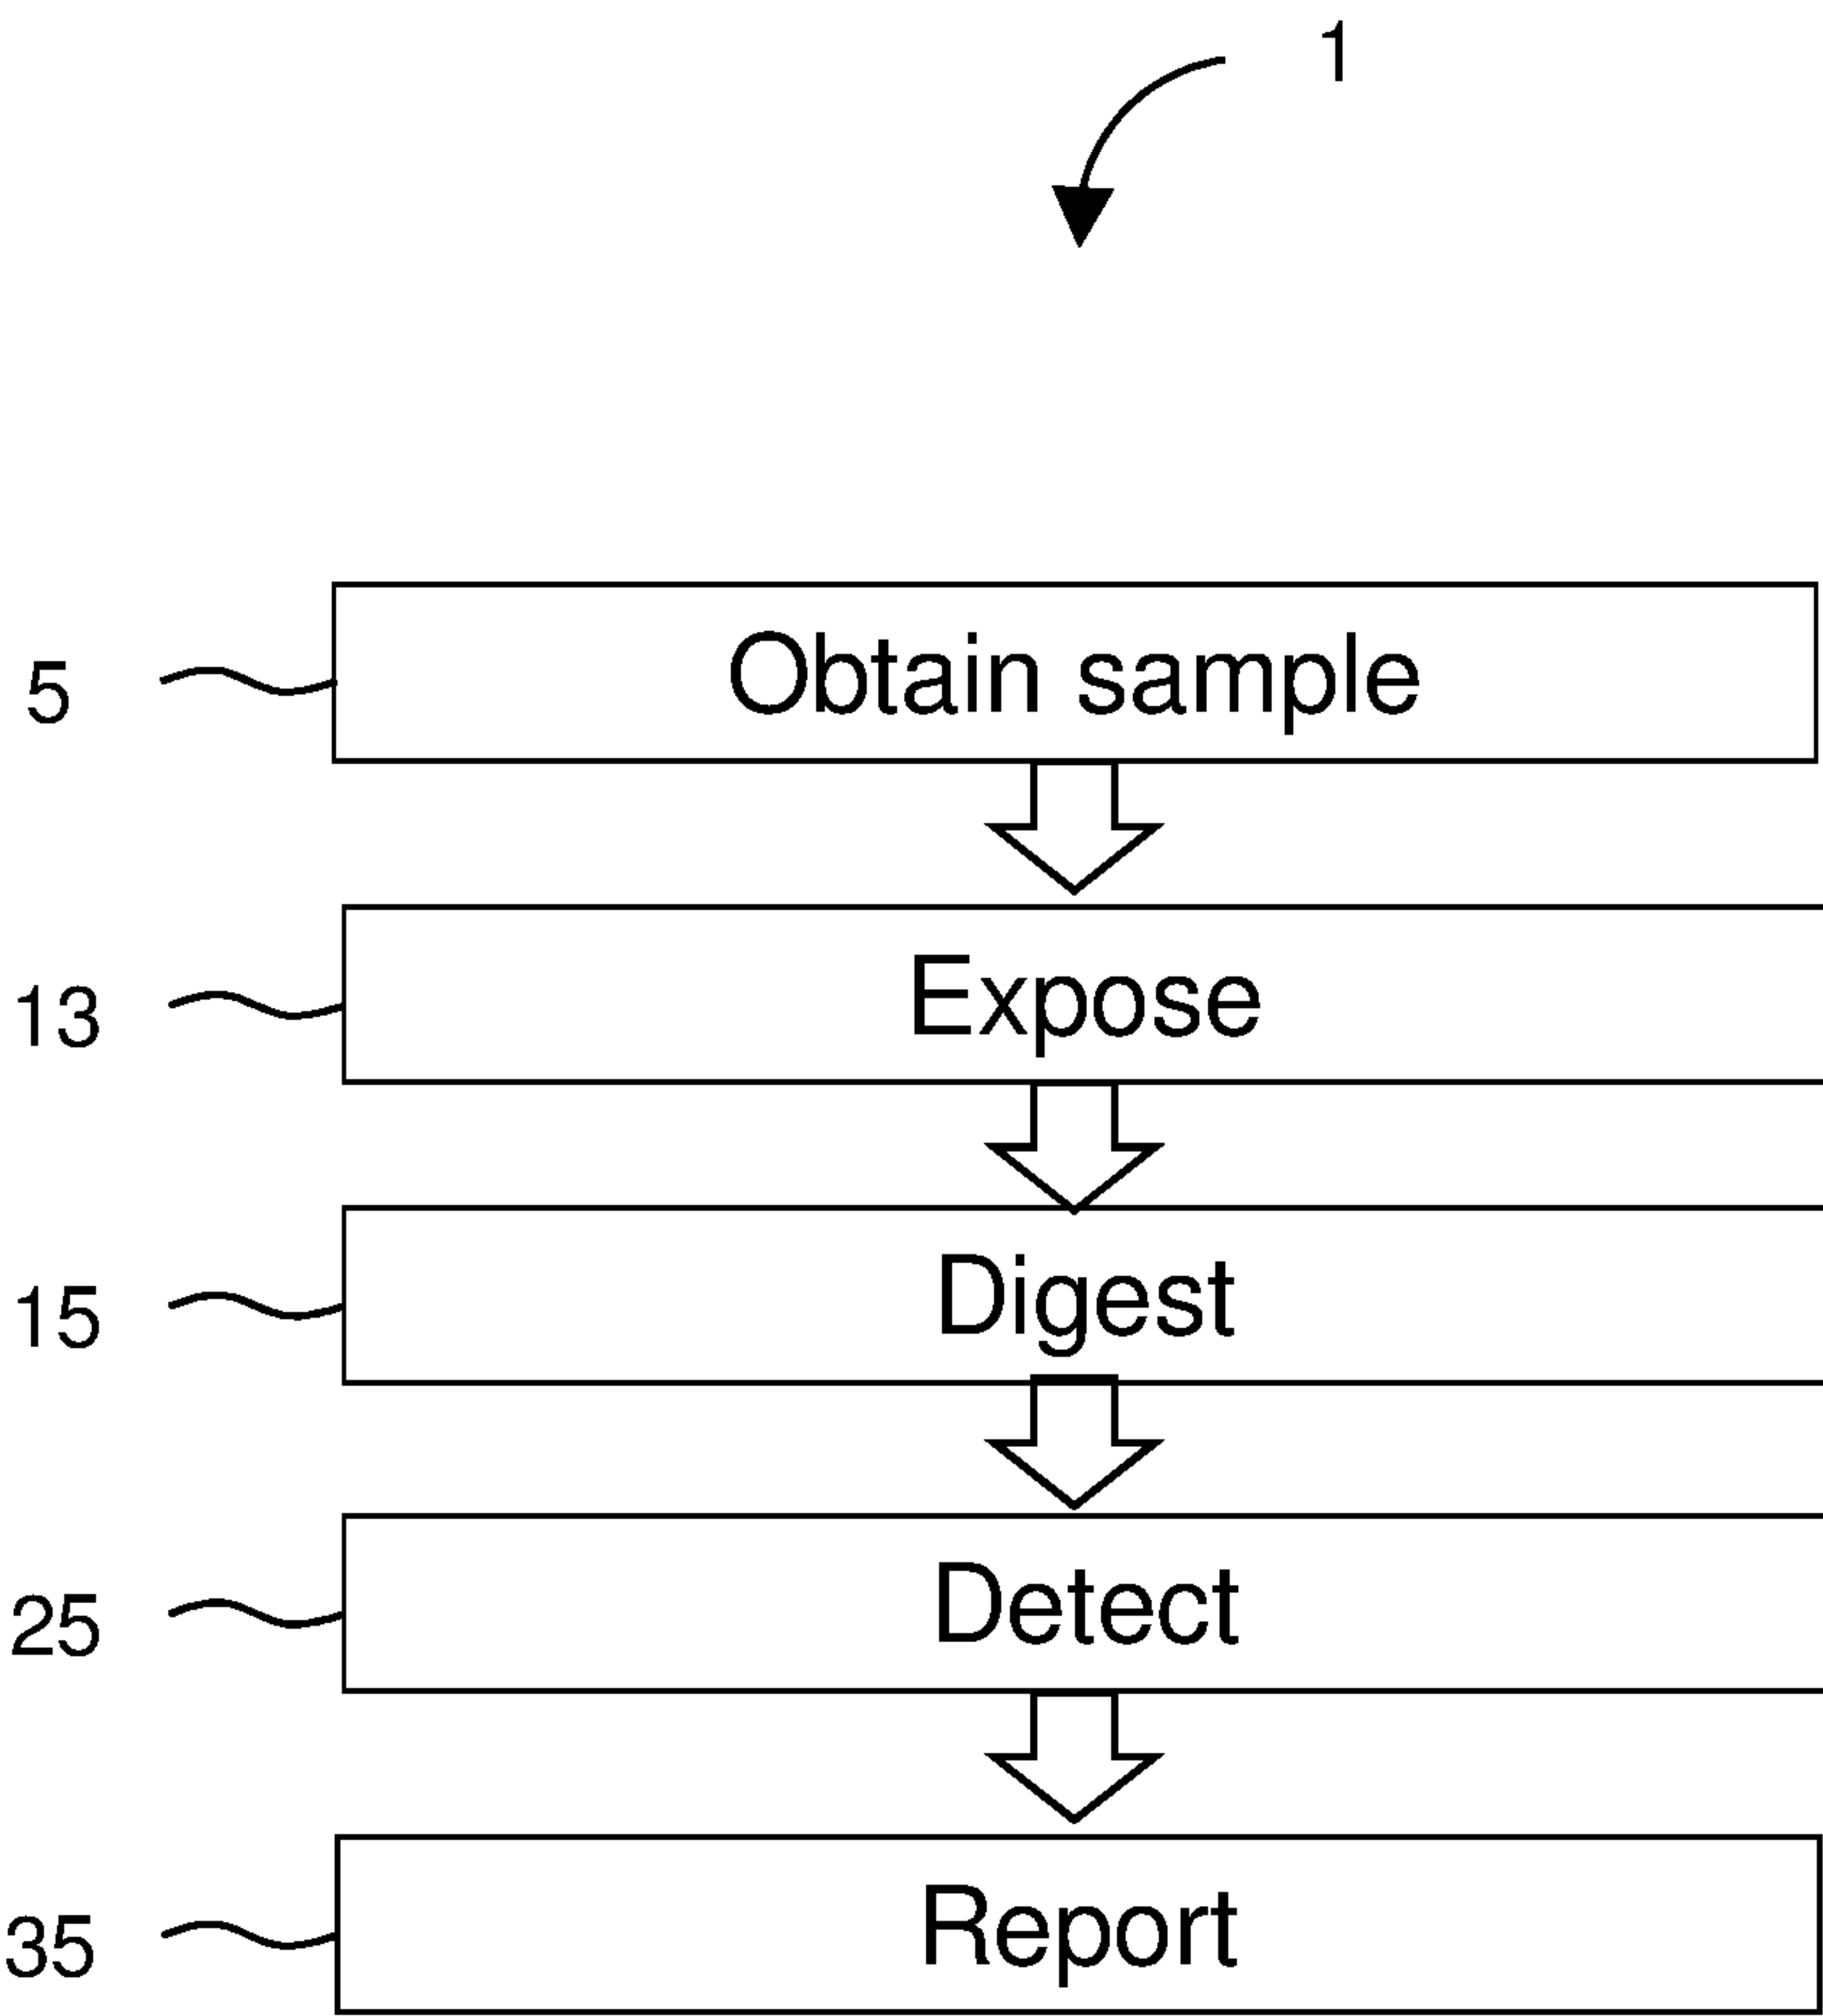 1
5 Obtain sample
13 Expose
15 Digest
25 Detect
35 Report